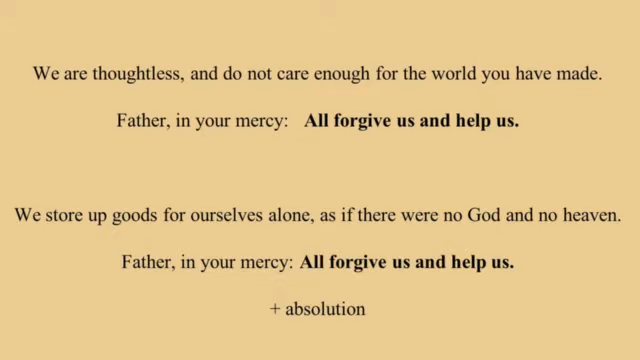 We are thoughtless, and do not care enough for the world you have made.
Father, in your mercy: All forgive us and help us.
We store up goods for ourselves alone, as if there were no God and no heaven.
Father, in your mercy: All forgive us and help us.
+ absolution